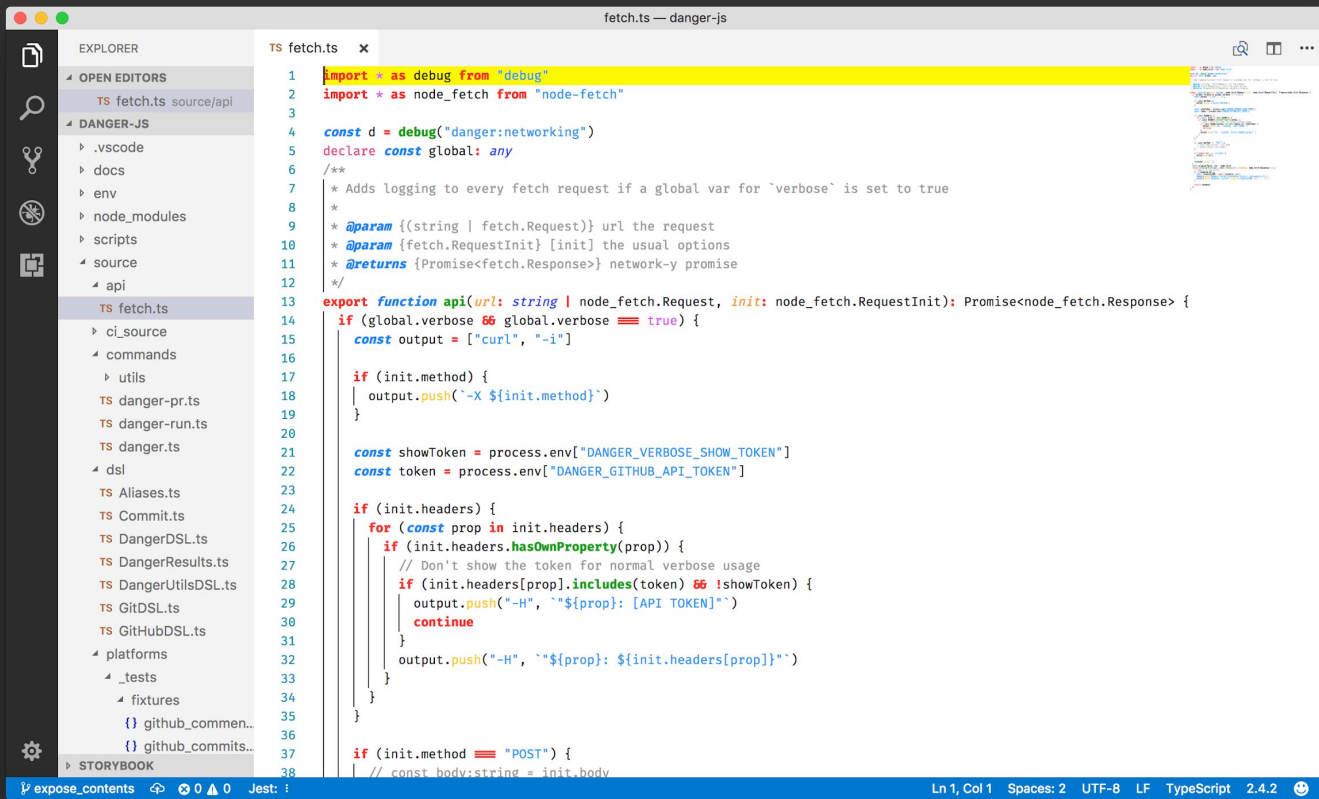 fetch.ts — danger-js
EXPLORER
OPEN EDITORS
TS fetch.ts source/api
DANGER-JS
.vscode
docs
env
node_modules
scripts
source
api
TS fetch.ts
ci_source
commands
utils
TS danger-pr.ts
TS danger-run.ts
TS danger.ts
dsl
TS Aliases.ts
TS Commit.ts
TS DangerDSL.ts
TS DangerResults.ts
TS DangerUtilsDSL.ts
TS GitDSL.ts
TS GitHubDSL.ts
platforms
_tests
fixtures
{} github_commen...
{} github_commits...
STORYBOOK
TS fetch.ts ×
1 import * as debug from "debug"
2 import * as node_fetch from "node-fetch"
3
4 const d = debug("danger:networking")
5 declare const global: any
6 /**
7 * Adds logging to every fetch request if a global var for `verbose` is set to true
8 *
9 * @param {(string | fetch.Request)} url the request
10 * @param {fetch.RequestInit} [init] the usual options
11 * @returns {Promise<fetch.Response>} network-y promise
12 */
13 export function api(url: string | node_fetch.Request, init: node_fetch.RequestInit): Promise<node_fetch.Response> {
14 if (global.verbose && global.verbose === true) {
15 const output = ["curl", "-i"]
16
17 if (init.method) {
18 output.push(`-X ${init.method}`)
19 }
20
21 const showToken = process.env["DANGER_VERBOSE_SHOW_TOKEN"]
22 const token = process.env["DANGER_GITHUB_API_TOKEN"]
23
24 if (init.headers) {
25 for (const prop in init.headers) {
26 if (init.headers.hasOwnProperty(prop)) {
27 // Don't show the token for normal verbose usage
28 if (init.headers[prop].includes(token) && !showToken) {
29 output.push("-H", `"${prop}: [API TOKEN]"`)
30 continue
31 }
32 output.push("-H", `"${prop}: ${init.headers[prop]}"`)
33 }
34 }
35 }
36
37 if (init.method === "POST") {
38 // const body:string = init.body
expose_contents 0 0 Jest: Ln 1, Col 1 Spaces: 2 UTF-8 LF TypeScript 2.4.2